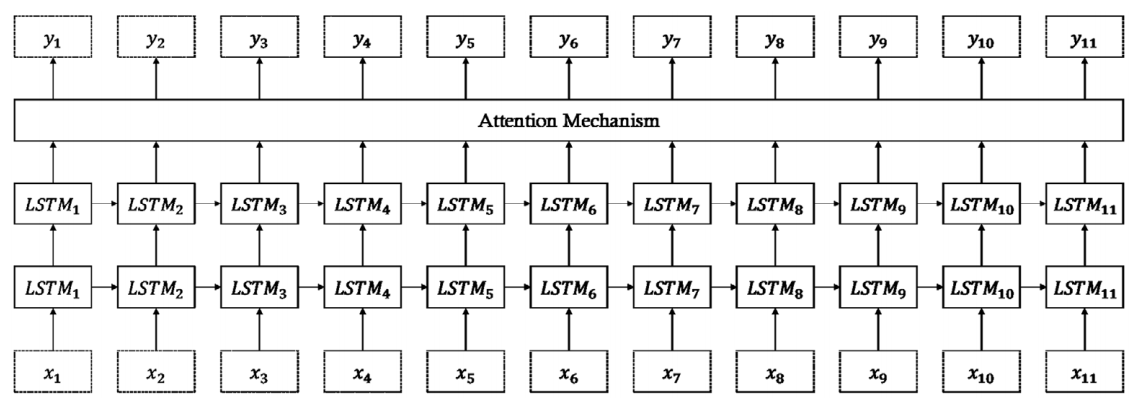 y1 y2 y3 y4 y5 y6 y7 y8 y9 y10 y11
Attention Mechanism
LSTM1 LSTM2 LSTM3 LSTM4 LSTM5 LSTM6 LSTM7 LSTM8 LSTM9 LSTM10 LSTM11
LSTM1 LSTM2 LSTM3 LSTM4 LSTM5 LSTM6 LSTM7 LSTM8 LSTM9 LSTM10 LSTM11
x1 x2 x3 x4 x5 x6 x7 x8 x9 x10 x11